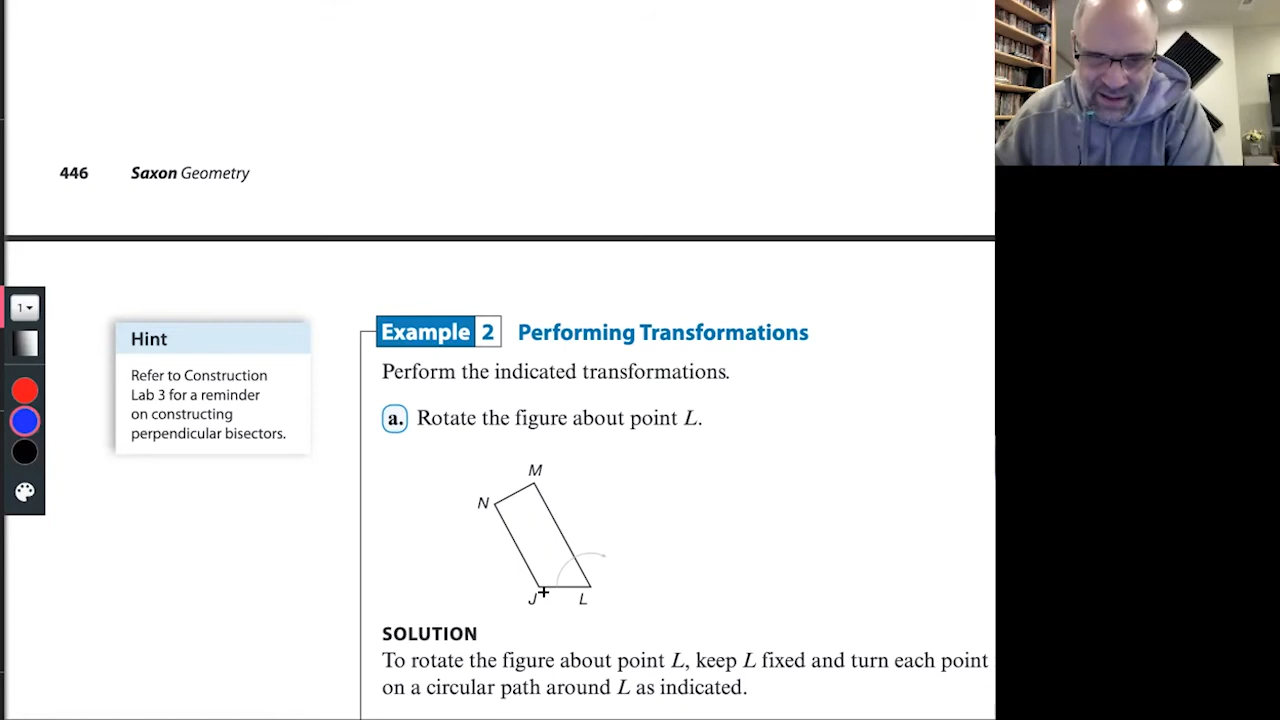 446 Saxon Geometry
1
Hint
Refer to Construction
Lab 3 for a reminder
on constructing
perpendicular bisectors.
Example 2 Performing Transformations
Perform the indicated transformations.
a. Rotate the figure about point L.
M
N
J L
SOLUTION
To rotate the figure about point L, keep L fixed and turn each point
on a circular path around L as indicated.